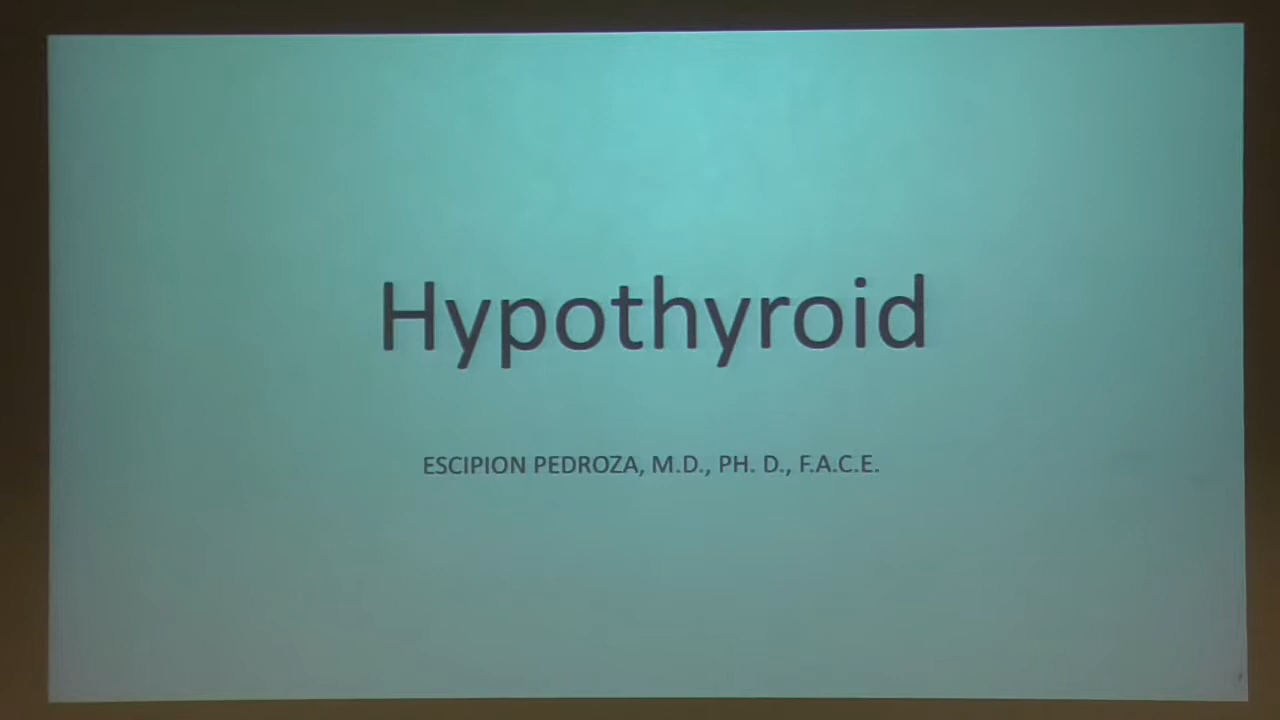 Hypothyroid
ESCIPION PEDROZA, M.D., PH. D., F.A.C.E.